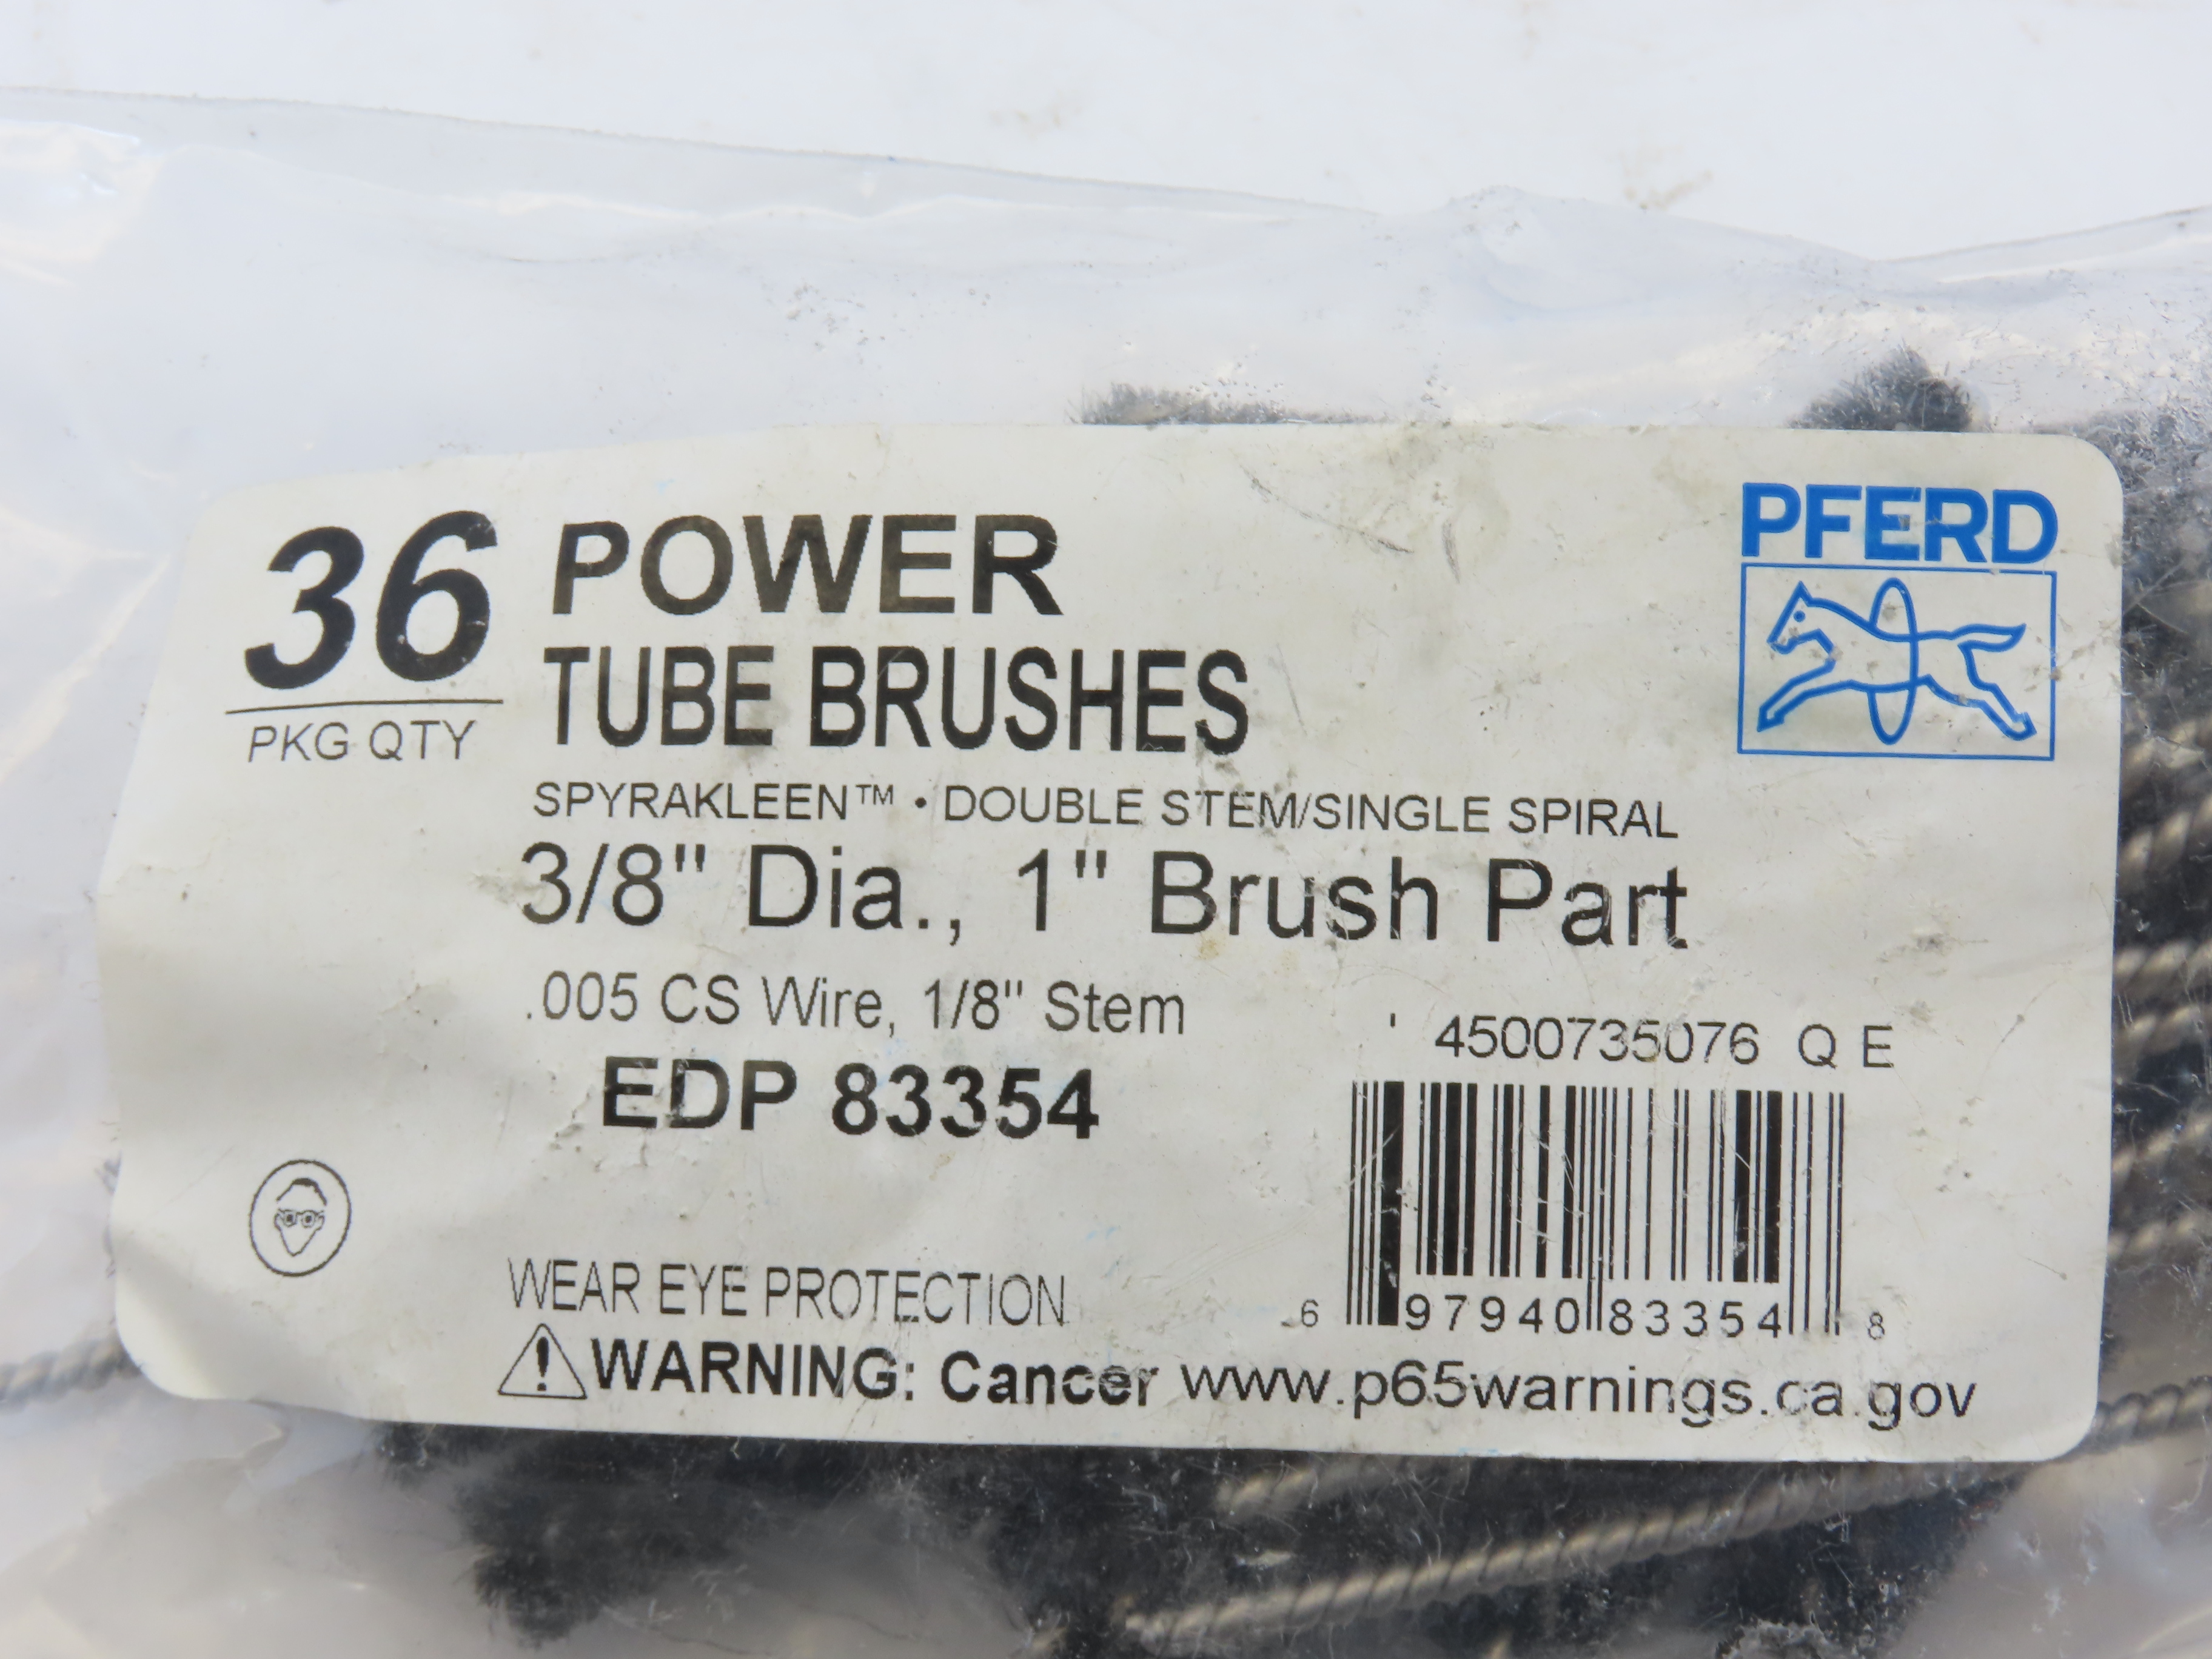 36
PKG QTY
POWER
TUBE BRUSHES
PFERD
SPYRAKLEEN™ • DOUBLE STEM/SINGLE SPIRAL
3/8" Dia., 1" Brush Part
.005 CS Wire, 1/8" Stem
EDP 83354
4500735076 Q E
6 97940 83354 8
WEAR EYE PROTECTION
WARNING: Cancer www.p65warnings.ca.gov